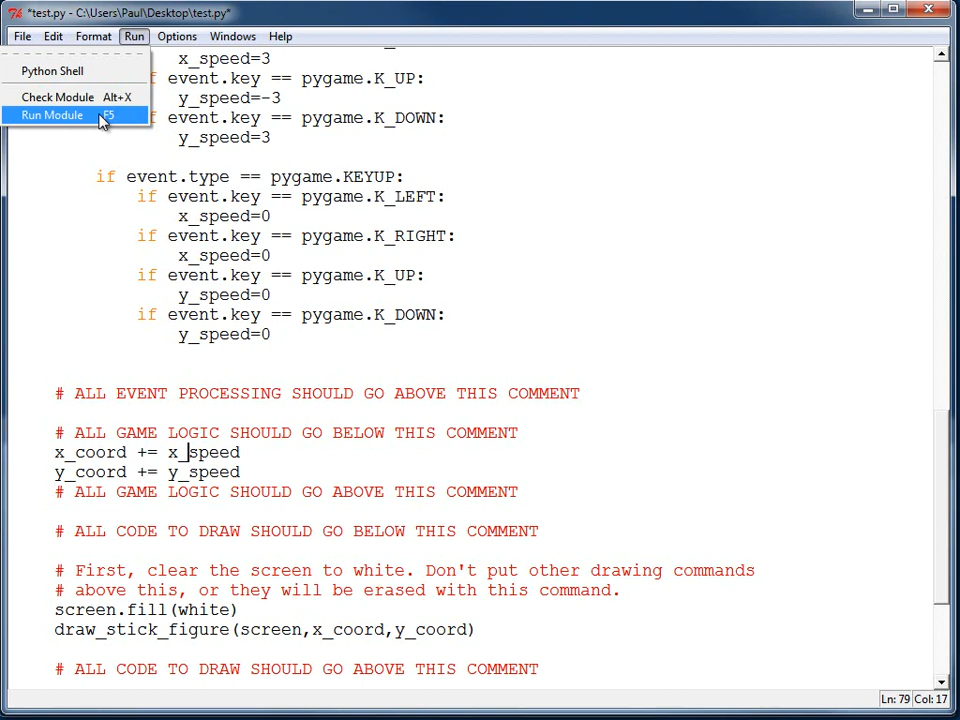 *test.py - C:\Users\Paul\Desktop\test.py*
File Edit Format Run Options Windows Help
Python Shell
Check Module Alt+X
Run Module F5
x_speed=3
if event.key == pygame.K_UP:
y_speed=-3
event.key == pygame.K_DOWN:
y_speed=3
if event.type == pygame.KEYUP:
if event.key == pygame.K_LEFT:
x_speed=0
if event.key == pygame.K_RIGHT:
x_speed=0
if event.key == pygame.K_UP:
y_speed=0
if event.key == pygame.K_DOWN:
y_speed=0
# ALL EVENT PROCESSING SHOULD GO ABOVE THIS COMMENT
# ALL GAME LOGIC SHOULD GO BELOW THIS COMMENT
x_coord += x_speed
y_coord += y_speed
# ALL GAME LOGIC SHOULD GO ABOVE THIS COMMENT
# ALL CODE TO DRAW SHOULD GO BELOW THIS COMMENT
# First, clear the screen to white. Don't put other drawing commands
# above this, or they will be erased with this command.
screen.fill(white)
draw_stick_figure(screen,x_coord,y_coord)
# ALL CODE TO DRAW SHOULD GO ABOVE THIS COMMENT
Ln: 79 Col: 17